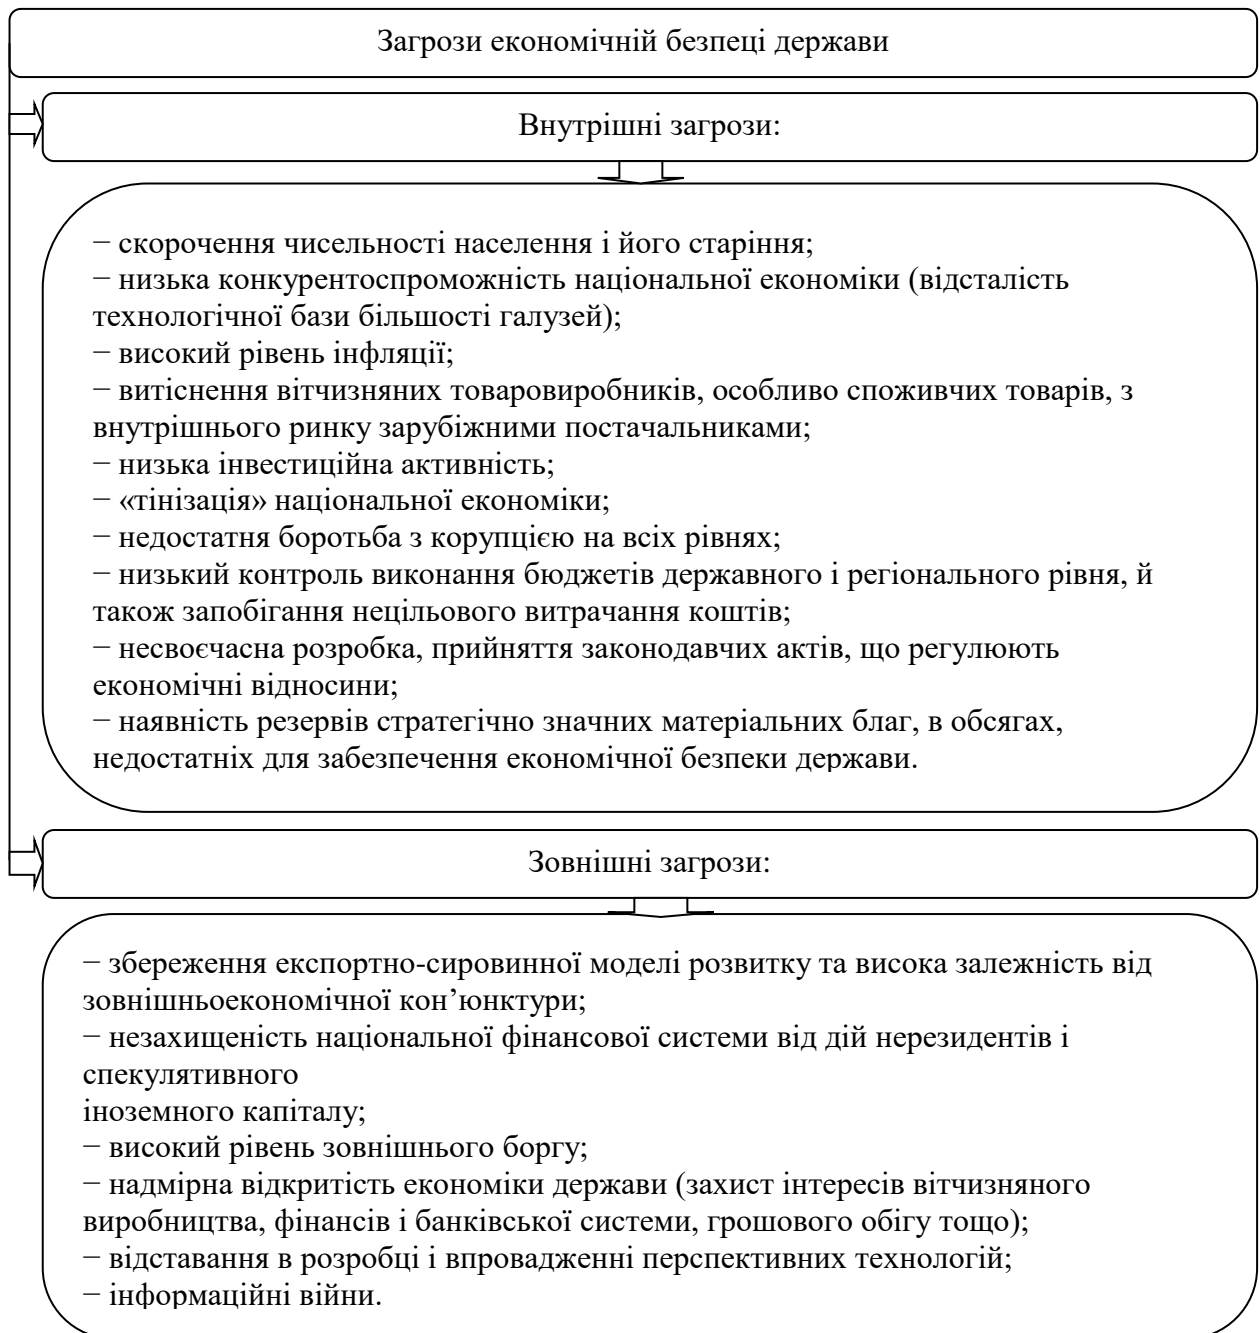 Загрози економічній безпеці держави
Внутрішні загрози:
− скорочення чисельності населення і його старіння;
− низька конкурентоспроможність національної економіки (відсталість
технологічної бази більшості галузей);
− високий рівень інфляції;
− витіснення вітчизняних товаровиробників, особливо споживчих товарів, з
внутрішнього ринку зарубіжними постачальниками;
− низька інвестиційна активність;
− «тінізація» національної економіки;
− недостатня боротьба з корупцією на всіх рівнях;
− низький контроль виконання бюджетів державного і регіонального рівня, й
також запобігання нецільового витрачання коштів;
− несвоєчасна розробка, прийняття законодавчих актів, що регулюють
економічні відносини;
− наявність резервів стратегічно значних матеріальних благ, в обсягах,
недостатніх для забезпечення економічної безпеки держави.
Зовнішні загрози:
− збереження експортно-сировинної моделі розвитку та висока залежність від
зовнішньоекономічної кон’юнктури;
− незахищеність національної фінансової системи від дій нерезидентів і
спекулятивного
іноземного капіталу;
− високий рівень зовнішнього боргу;
− надмірна відкритість економіки держави (захист інтересів вітчизняного
виробництва, фінансів і банківської системи, грошового обігу тощо);
− відставання в розробці і впровадженні перспективних технологій;
− інформаційні війни.